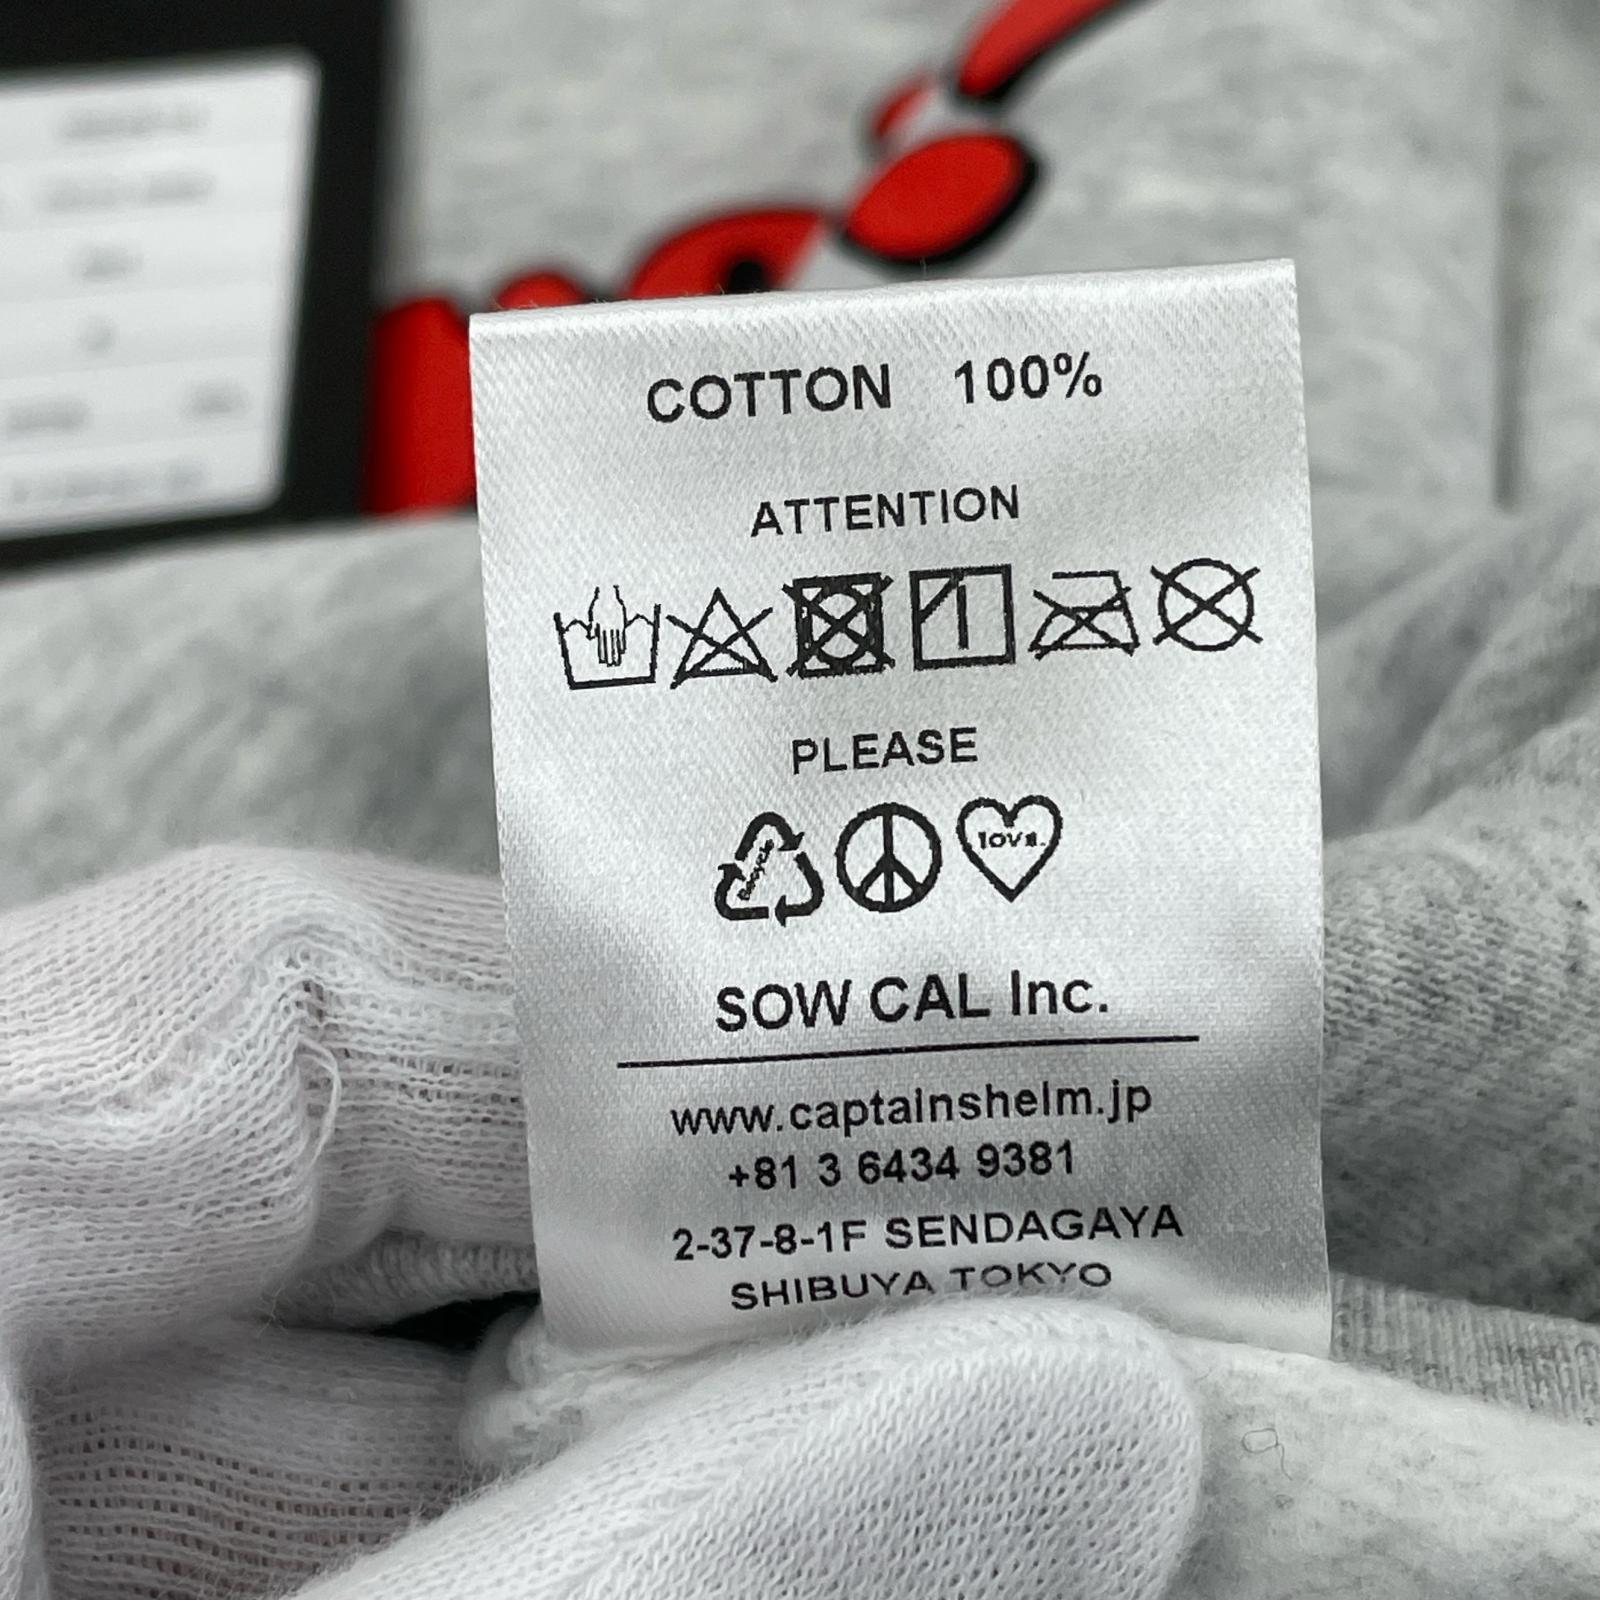 COTTON 100%
ATTENTION
PLEASE
love.
SOW CAL Inc.
www.captainshelm.jp
+81 3 6434 9381
2-37-8-1F SENDAGAYA
SHIBUYA TOKYO